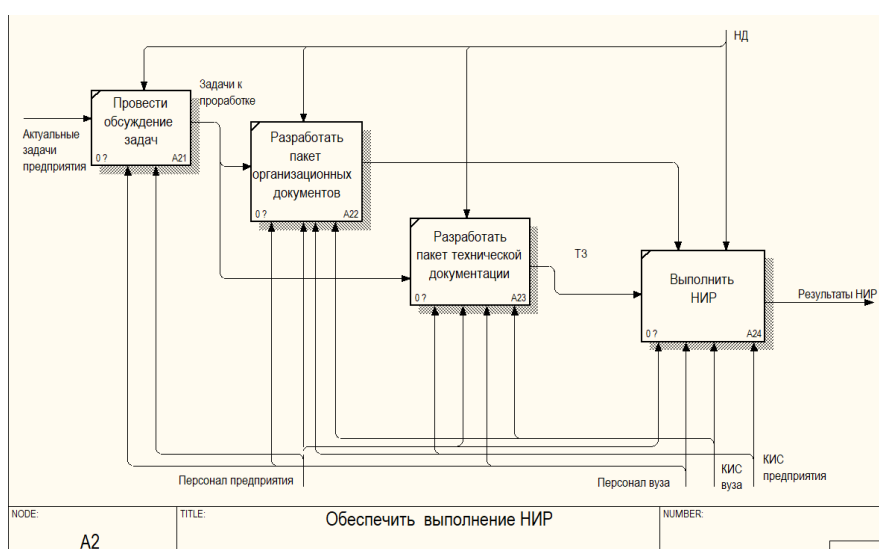 НД
Задачи к
проработке
Провести
обсуждение
задач
0 ?
A21
Актуальные
задачи
предприятия
Разработать
пакет
организационных
документов
0 ?
A22
Разработать
пакет технической
документации
0 ?
A23
ТЗ
Выполнить
НИР
0 ?
A24
Результаты НИР
Персонал предприятия
Персонал вуза
КИС
вуза
КИС
предприятия
NODE:
TITLE:
NUMBER:
A2
Обеспечить выполнение НИР